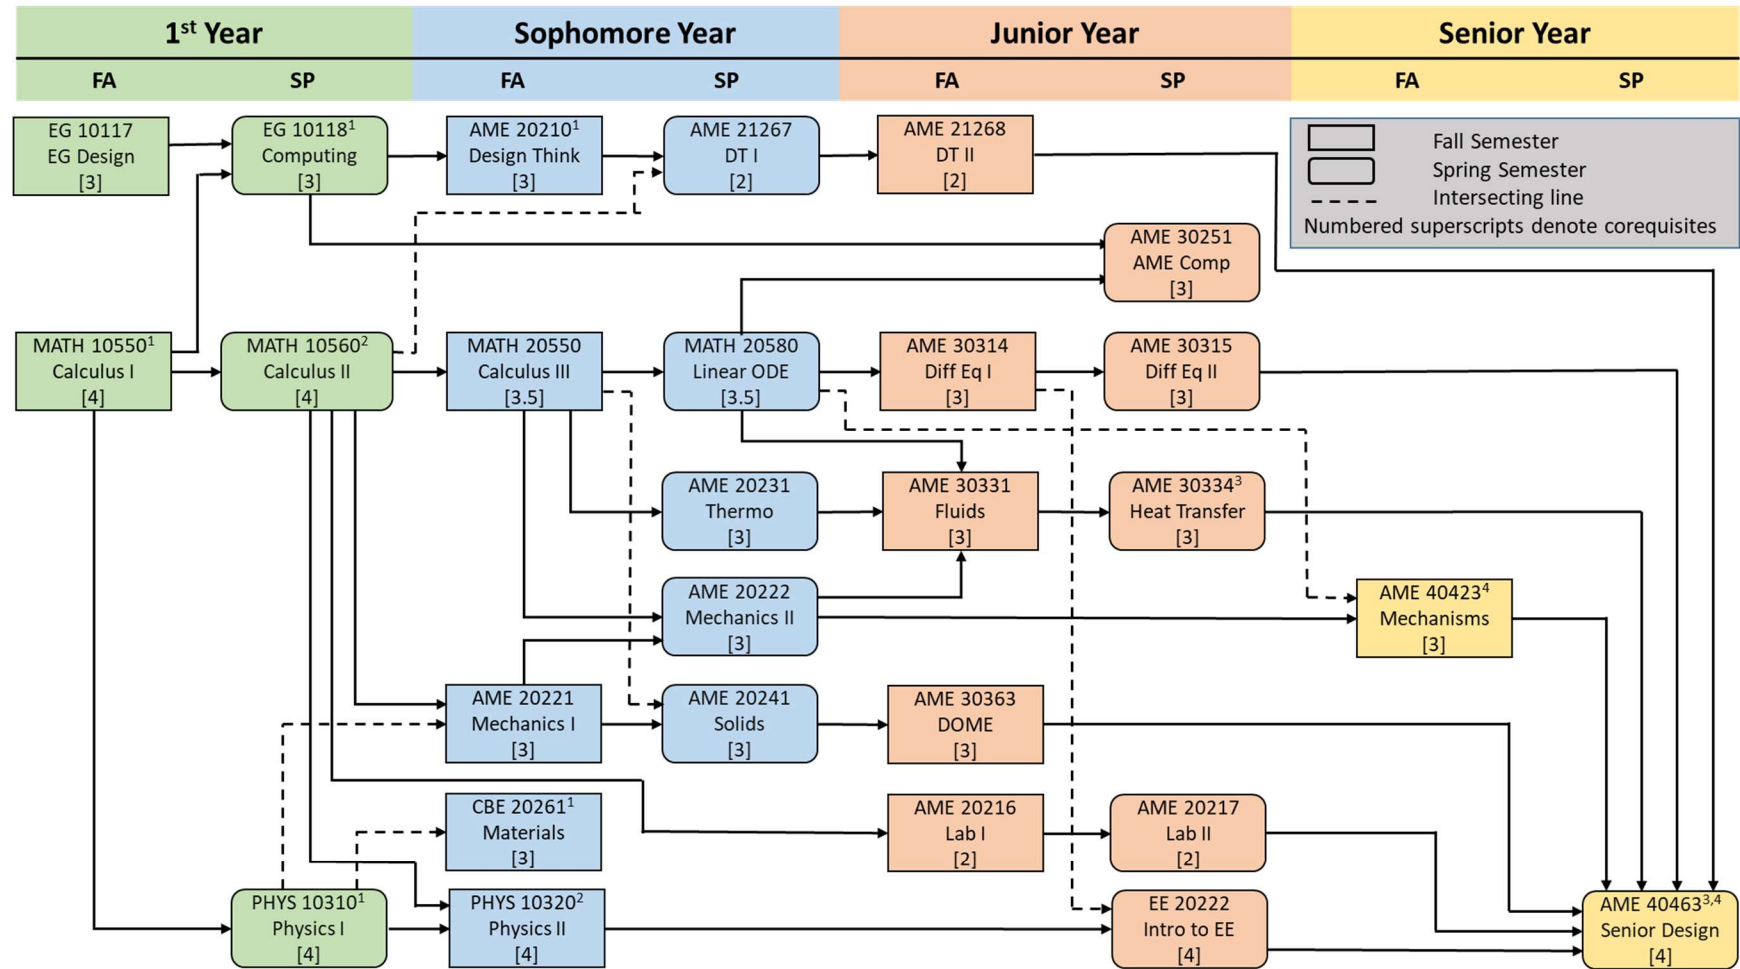 1st Year
Sophomore Year
Junior Year
Senior Year
FA
SP
FA
SP
FA
SP
FA
SP
EG 10117
EG Design
[3]
EG 10118¹
Computing
[3]
AME 20210¹
Design Think
[3]
AME 21267
DT I
[2]
AME 21268
DT II
[2]
Fall Semester
Spring Semester
Intersecting line
Numbered superscripts denote corequisites
AME 30251
AME Comp
[3]
MATH 10550¹
Calculus I
[4]
MATH 10560²
Calculus II
[4]
MATH 20550
Calculus III
[3.5]
MATH 20580
Linear ODE
[3.5]
AME 30314
Diff Eq I
[3]
AME 30315
Diff Eq II
[3]
AME 20231
Thermo
[3]
AME 30331
Fluids
[3]
AME 30334³
Heat Transfer
[3]
AME 20222
Mechanics II
[3]
AME 40423⁴
Mechanisms
[3]
AME 20221
Mechanics I
[3]
AME 20241
Solids
[3]
AME 30363
DOME
[3]
CBE 20261¹
Materials
[3]
AME 20216
Lab I
[2]
AME 20217
Lab II
[2]
PHYS 10310¹
Physics I
[4]
PHYS 10320²
Physics II
[4]
EE 20222
Intro to EE
[4]
AME 40463³,⁴
Senior Design
[4]